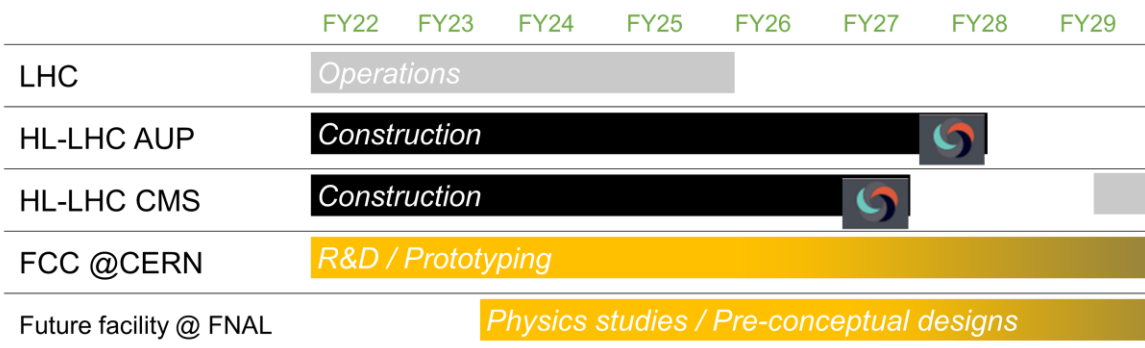 FY22 FY23 FY24 FY25 FY26 FY27 FY28 FY29
LHC Operations
HL-LHC AUP Construction
HL-LHC CMS Construction
FCC @CERN R&D / Prototyping
Future facility @ FNAL Physics studies / Pre-conceptual designs